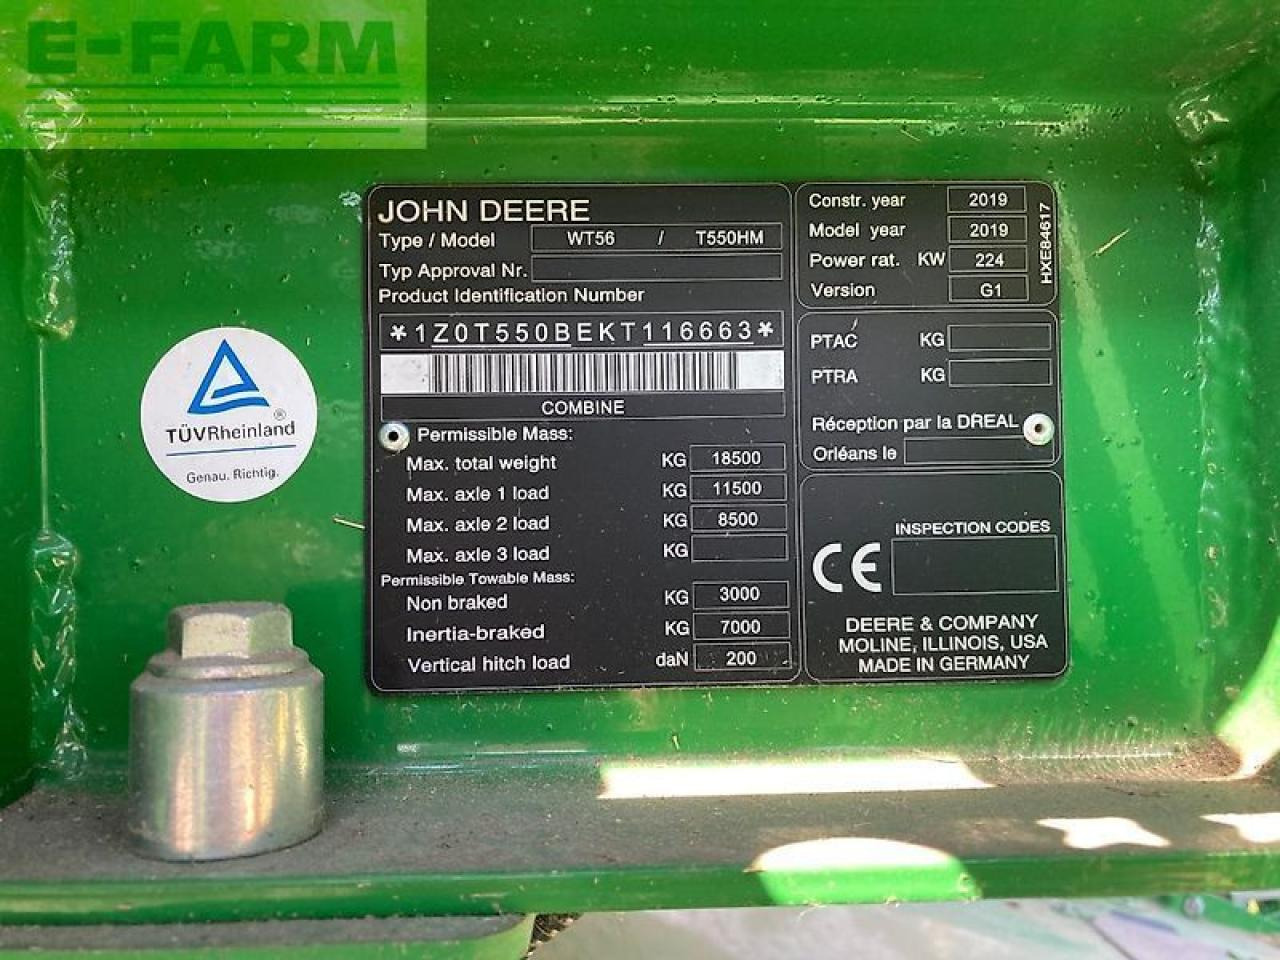 E-FARM
JOHN DEERE
Type / Model WT56 / T550HM
Typ Approval Nr.
Product Identification Number
*1Z0T550BEKT116663*
COMBINE
Permissible Mass:
Max. total weight KG 18500
Max. axle 1 load KG 11500
Max. axle 2 load KG 8500
Max. axle 3 load KG
Permissible Towable Mass:
Non braked KG 3000
Inertia-braked KG 7000
Vertical hitch load daN 200
Constr. year 2019
Model year 2019
Power rat. KW 224
Version G1
HXE84617
PTAC KG
PTRA KG
Réception par la DREAL
Orléans le
INSPECTION CODES
CE
DEERE & COMPANY
MOLINE, ILLINOIS, USA
MADE IN GERMANY
TÜVRheinland®
Genau. Richtig.